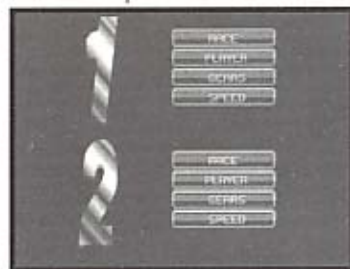 1
RACE
PLAYER
GEARS
SPEED
2
RACE
PLAYER
GEARS
SPEED